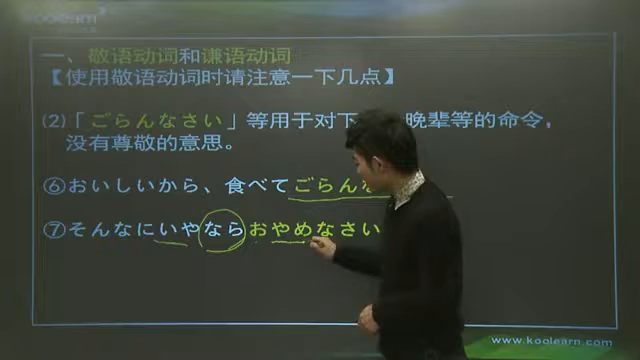 koolearn
一、敬语动词和谦语动词
【使用敬语动词时请注意一下几点】
(2)「ごらんなさい」等用于对下 晚辈等的命令，
没有尊敬的意思。
⑥おいしいから、食べてごらんな
⑦そんなにいやならおやめなさい
www.koolearn.com